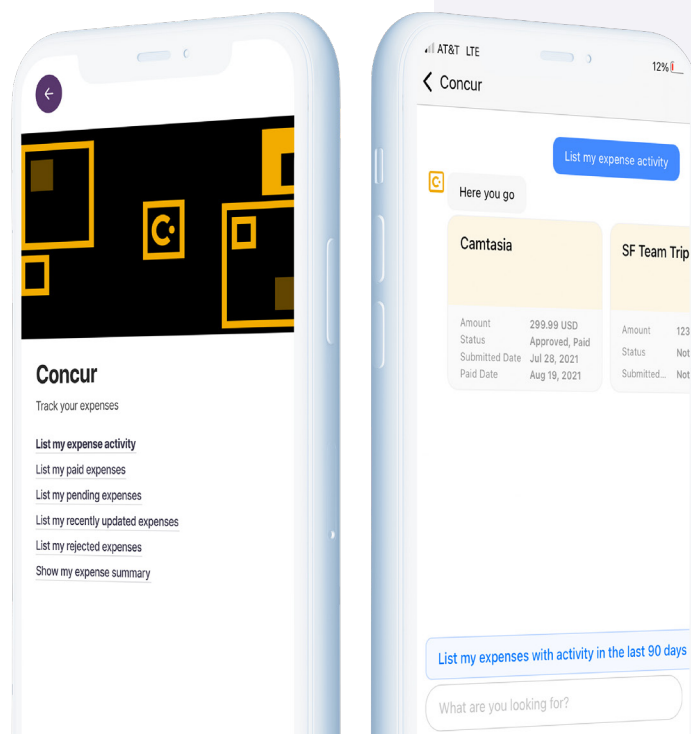 Concur
Track your expenses
List my expense activity
List my paid expenses
List my pending expenses
List my recently updated expenses
List my rejected expenses
Show my expense summary
AT&T LTE
12%
Concur
List my expense activity
Here you go
Camtasia
Amount 299.99 USD
Status Approved, Paid
Submitted Date Jul 28, 2021
Paid Date Aug 19, 2021
SF Team Trip
Amount 123
Status Not
Submitted... Not
List my expenses with activity in the last 90 days
What are you looking for?